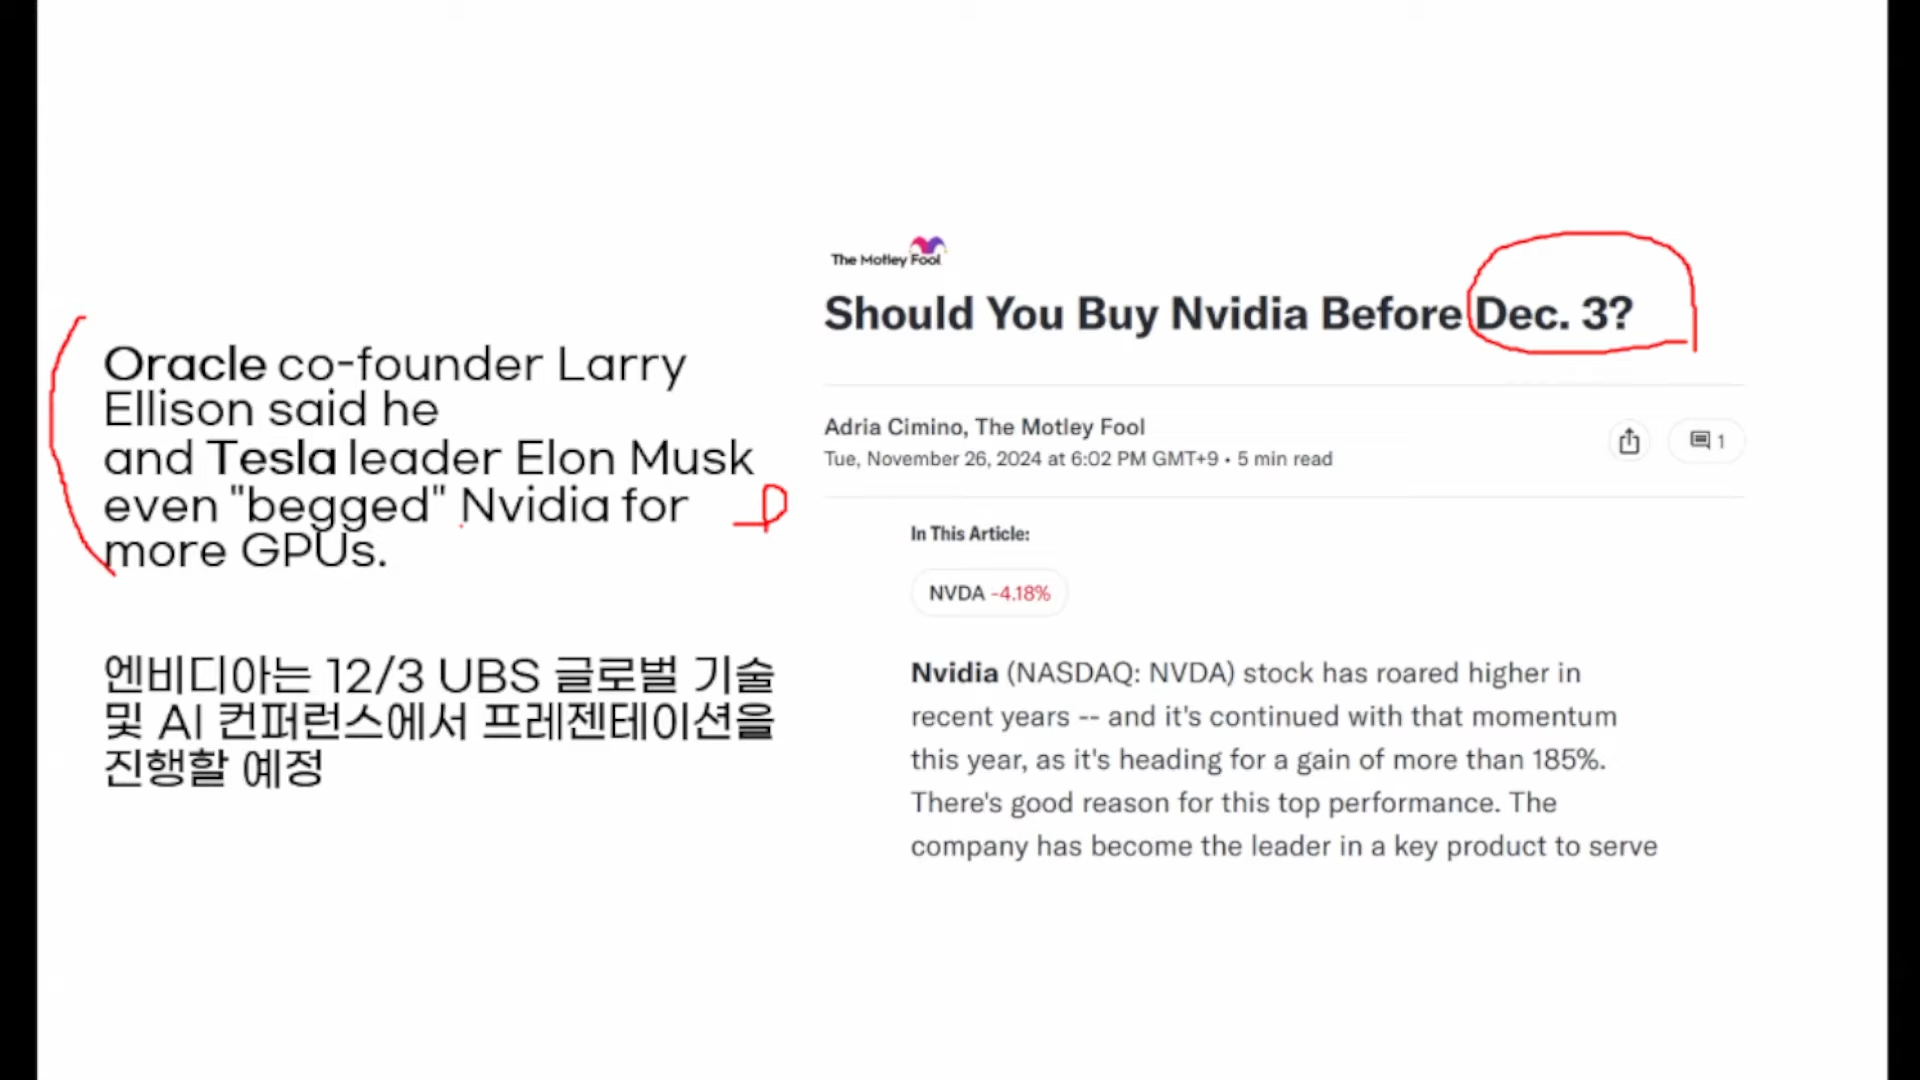 Oracle co-founder Larry
Ellison said he
and Tesla leader Elon Musk
even "begged" Nvidia for
more GPUs.
엔비디아는 12/3 UBS 글로벌 기술
및 AI 컨퍼런스에서 프레젠테이션을
진행할 예정
The Motley Fool
Should You Buy Nvidia Before Dec. 3?
Adria Cimino, The Motley Fool
Tue, November 26, 2024 at 6:02 PM GMT+9 • 5 min read
1
In This Article:
NVDA -4.18%
Nvidia (NASDAQ: NVDA) stock has roared higher in
recent years -- and it's continued with that momentum
this year, as it's heading for a gain of more than 185%.
There's good reason for this top performance. The
company has become the leader in a key product to serve